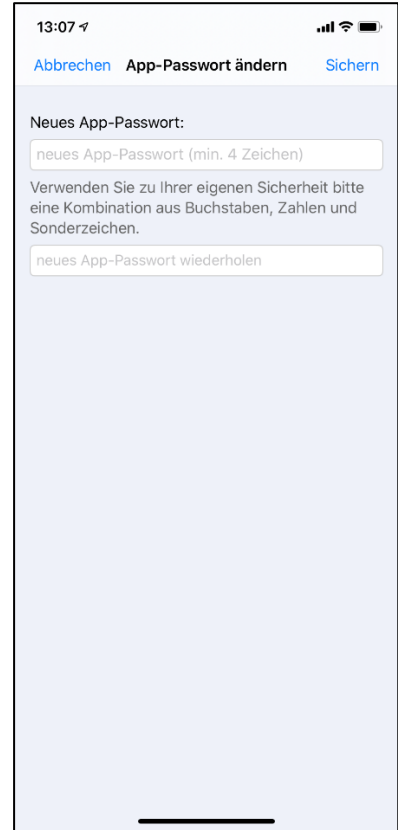 13:07
Abbrechen App-Passwort ändern Sichern
Neues App-Passwort:
neues App-Passwort (min. 4 Zeichen)
Verwenden Sie zu Ihrer eigenen Sicherheit bitte
eine Kombination aus Buchstaben, Zahlen und
Sonderzeichen.
neues App-Passwort wiederholen